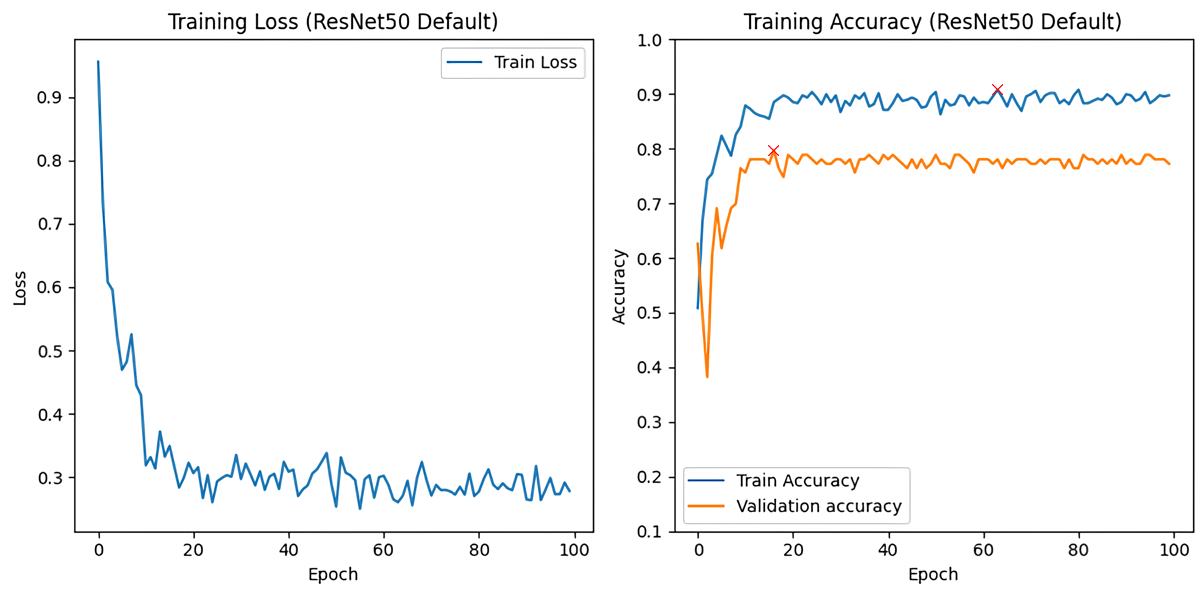 Training Loss (ResNet50 Default)
Train Loss
0.9
0.8
0.7
0.6
0.5
0.4
0.3
Loss
0 20 40 60 80 100
Epoch
Training Accuracy (ResNet50 Default)
1.0
0.9
0.8
0.7
0.6
0.5
0.4
0.3
0.2
0.1
Accuracy
Train Accuracy
Validation accuracy
0 20 40 60 80 100
Epoch